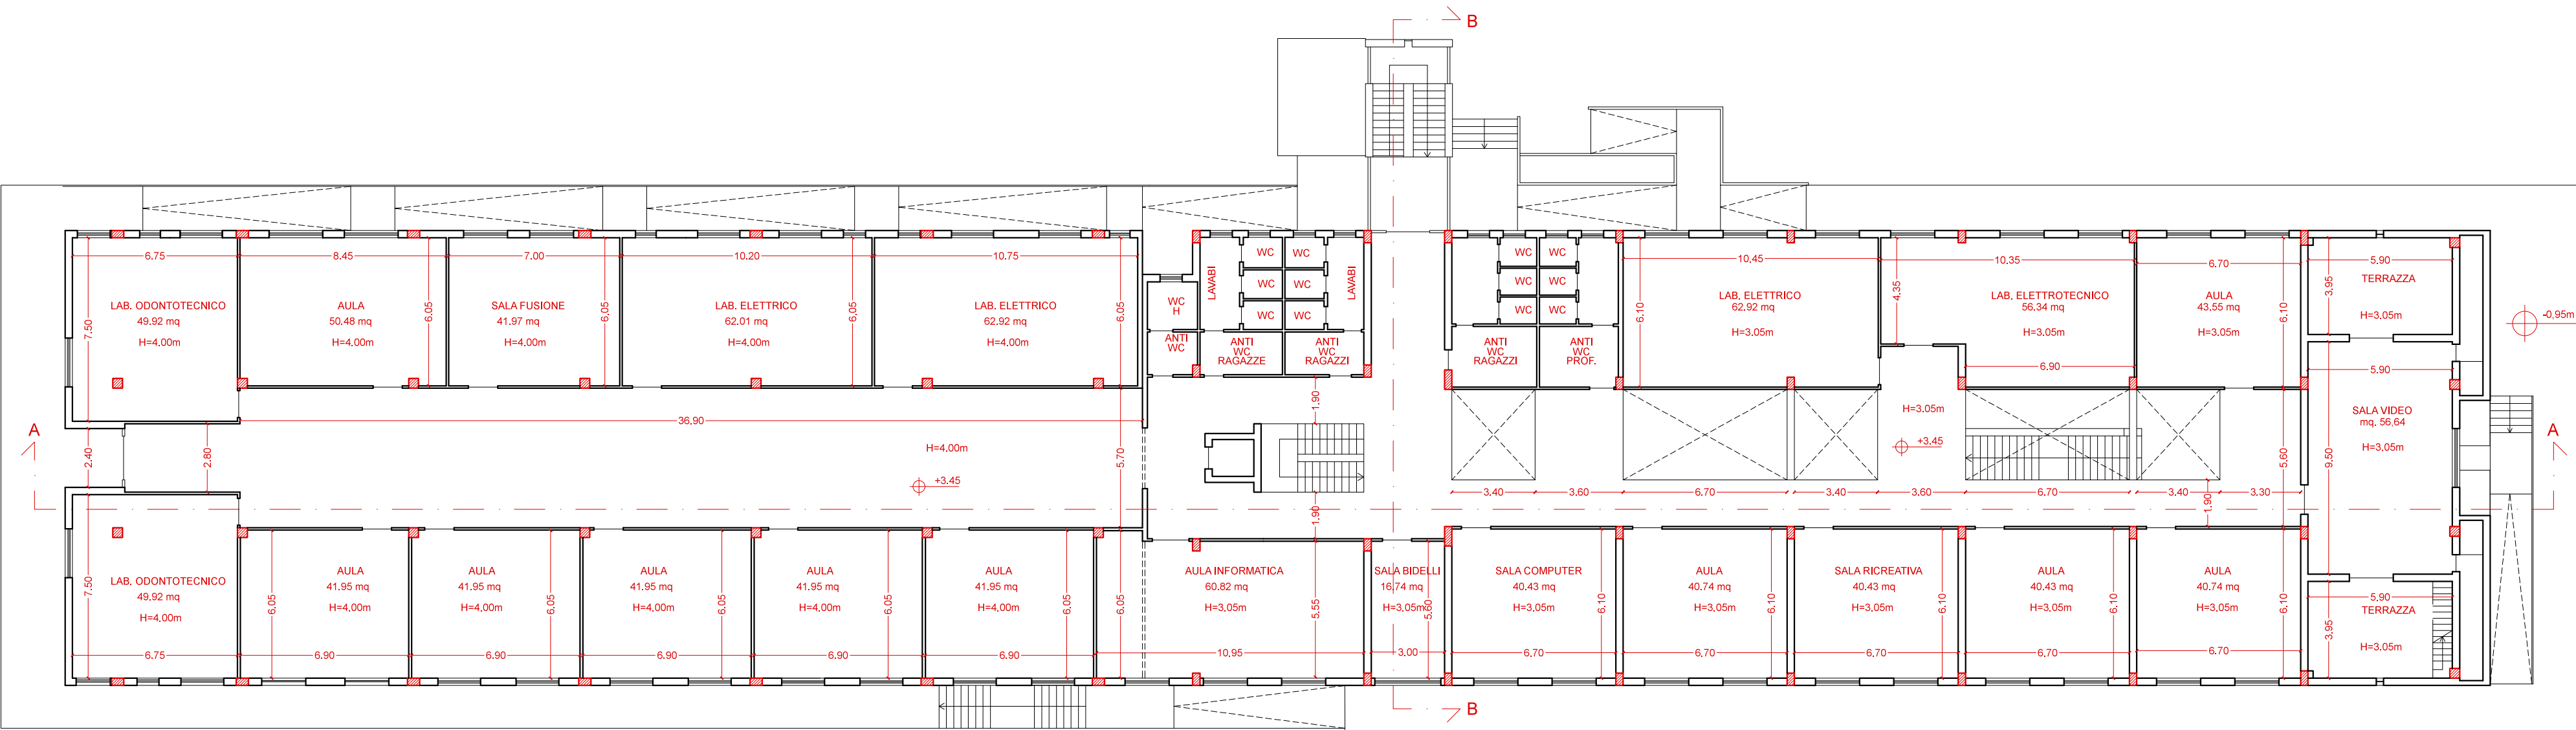 B
6.75
8.45
7.00
10.20
10.75
7.50
LAB. ODONTOTECNICO
49.92 mq
H=4.00m
AULA
50.48 mq
H=4.00m
6.05
SALA FUSIONE
41.97 mq
H=4.00m
6.05
LAB. ELETTRICO
62.01 mq
H=4.00m
6.05
LAB. ELETTRICO
62.92 mq
H=4.00m
6.05
WC
H
ANTI
WC
LAVABI
WC
WC
WC
WC
WC
WC
LAVABI
ANTI
WC
RAGAZZE
ANTI
WC
RAGAZZI
WC
WC
WC
WC
WC
WC
ANTI
WC
RAGAZZI
ANTI
WC
PROF.
10.45
6.10
LAB. ELETTRICO
62.92 mq
H=3.05m
10.35
4.35
LAB. ELETTROTECNICO
56.34 mq
H=3.05m
6.90
6.70
AULA
43.55 mq
H=3.05m
6.10
5.90
3.95
TERRAZZA
H=3.05m
-0,95m
A
2.40
2.80
36.90
H=4.00m
+3.45
5.70
1.90
1.90
H=3.05m
+3.45
3.40
3.60
6.70
3.40
3.60
6.70
3.40
3.30
1.90
5.60
5.90
9.50
SALA VIDEO
mq. 56,64
H=3,05m
A
7.50
LAB. ODONTOTECNICO
49.92 mq
H=4.00m
6.75
6.05
AULA
41.95 mq
H=4,00m
6.90
6.05
AULA
41.95 mq
H=4,00m
6.90
6.05
AULA
41.95 mq
H=4,00m
6.90
6.05
AULA
41.95 mq
H=4,00m
6.90
6.05
AULA
41.95 mq
H=4,00m
6.90
6.05
6.05
AULA INFORMATICA
60.82 mq
H=3.05m
5.55
10.95
SALA BIDELLI
16.74 mq
H=3,05m
5.60
3.00
SALA COMPUTER
40.43 mq
H=3.05m
6.10
6.70
AULA
40.74 mq
H=3.05m
6.10
6.70
SALA RICREATIVA
40.43 mq
H=3.05m
6.10
6.70
AULA
40.43 mq
H=3.05m
6.10
6.70
AULA
40.74 mq
H=3.05m
6.10
6.70
5.90
3.95
TERRAZZA
H=3.05m
B